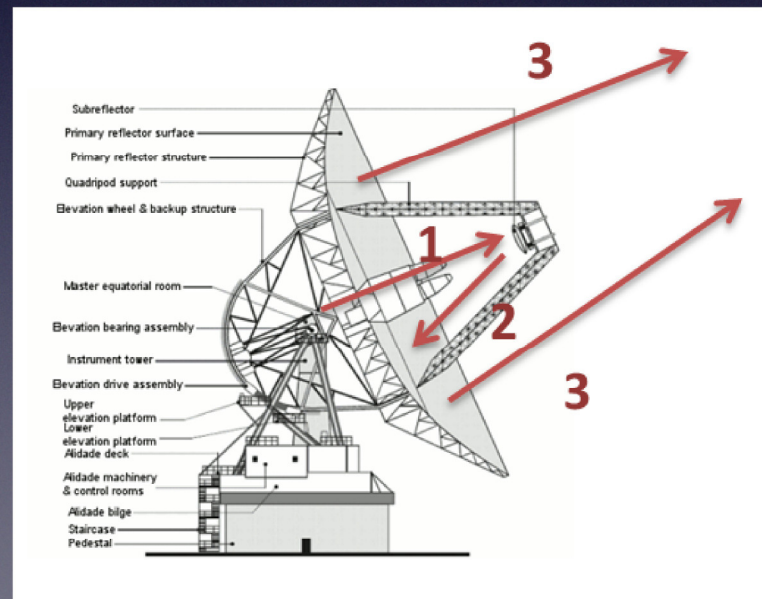 3
Subreflector
Primary reflector surface
Primary reflector structure
Quadripod support
Elevation wheel & backup structure
1
Master equatorial room
Elevation bearing assembly
2
Instrument tower
Elevation drive assembly
3
Upper
elevation platform
Lower
elevation platform
Alidade deck
Alidade machinery
& control rooms
Alidade bilge
Staircase
Pedestal